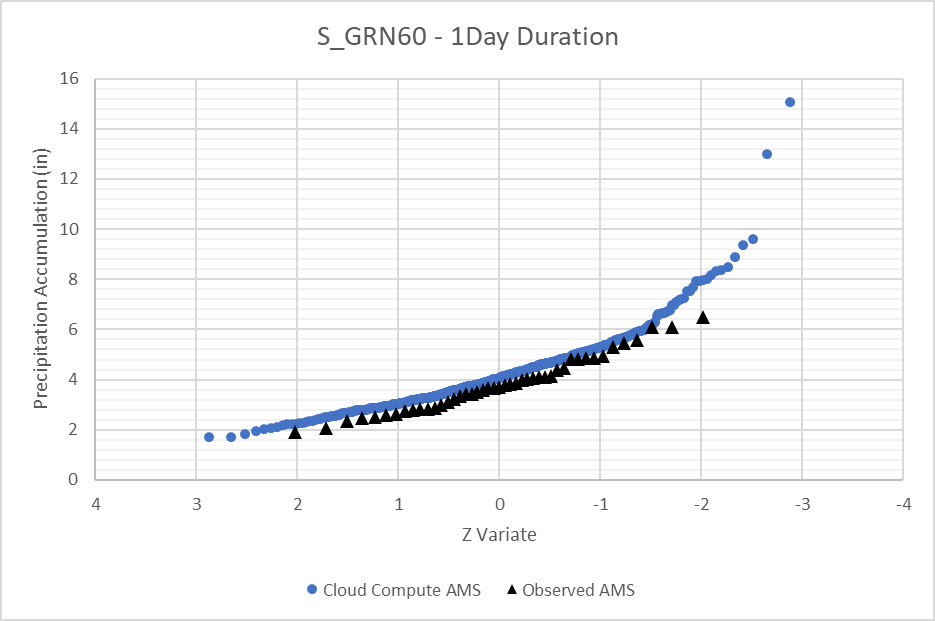 S_GRN60 - 1Day Duration
Precipitation Accumulation (in)
16
14
12
10
8
6
4
2
0
4 3 2 1 0 -1 -2 -3 -4
Z Variate
Cloud Compute AMS Observed AMS